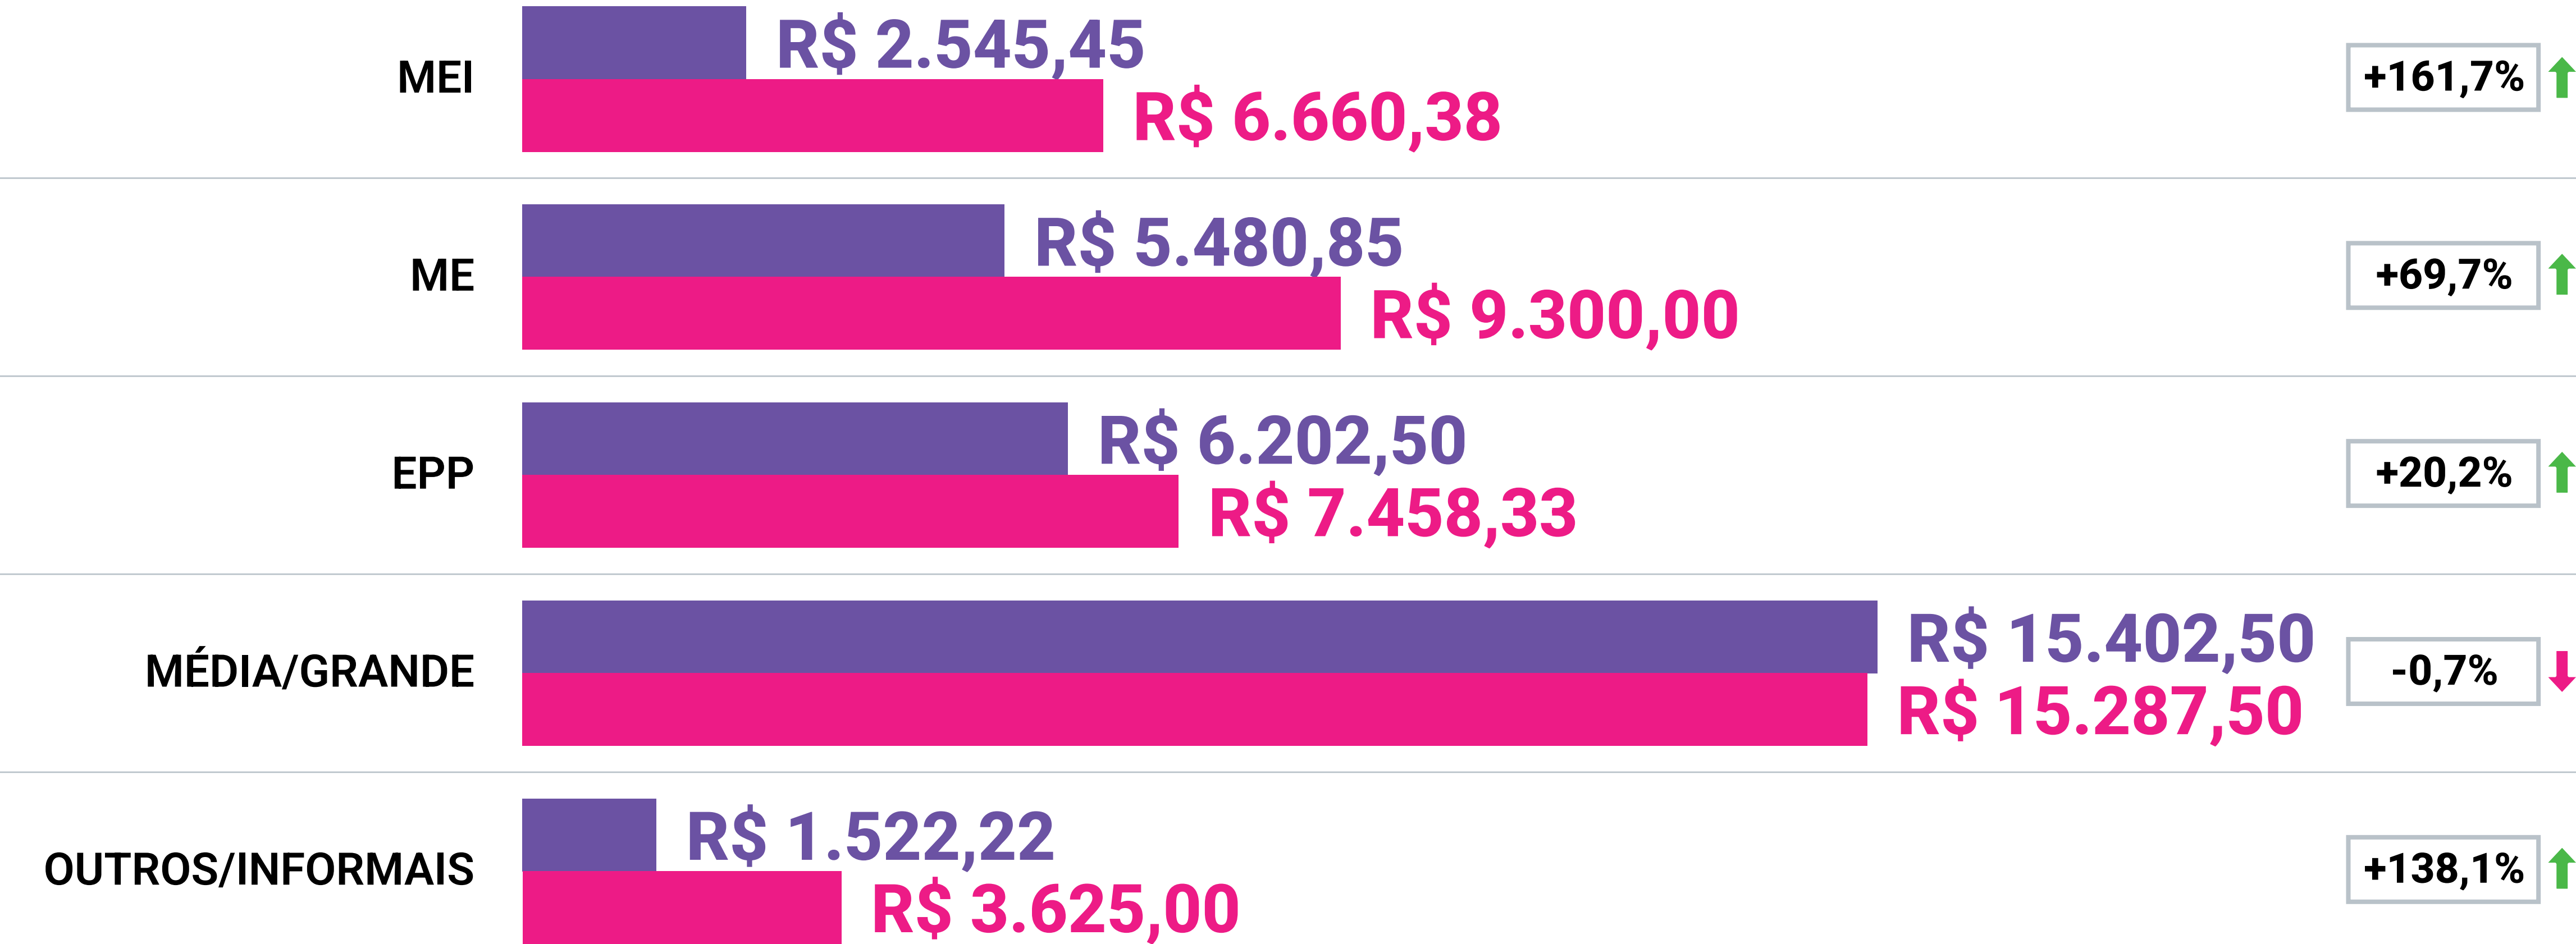 MEI
R$ 2.545,45
R$ 6.660,38
+161,7%
ME
R$ 5.480,85
R$ 9.300,00
+69,7%
EPP
R$ 6.202,50
R$ 7.458,33
+20,2%
MÉDIA/GRANDE
R$ 15.402,50
R$ 15.287,50
-0,7%
OUTROS/INFORMAIS
R$ 1.522,22
R$ 3.625,00
+138,1%